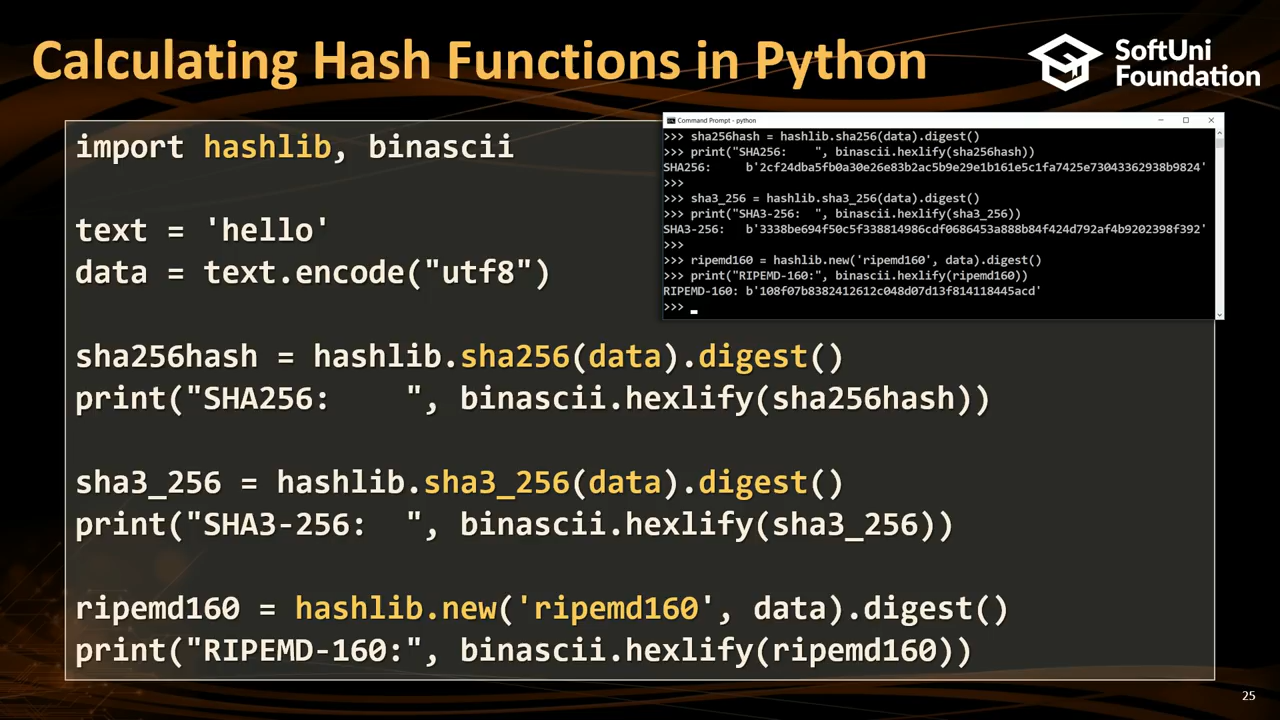 Calculating Hash Functions in Python
SoftUni
Foundation
import hashlib, binascii
text = 'hello'
data = text.encode("utf8")
sha256hash = hashlib.sha256(data).digest()
print("SHA256:    ", binascii.hexlify(sha256hash))
sha3_256 = hashlib.sha3_256(data).digest()
print("SHA3-256:  ", binascii.hexlify(sha3_256))
ripemd160 = hashlib.new('ripemd160', data).digest()
print("RIPEMD-160:", binascii.hexlify(ripemd160))
Command Prompt - python
>>> sha256hash = hashlib.sha256(data).digest()
>>> print("SHA256:    ", binascii.hexlify(sha256hash))
SHA256:     b'2cf24dba5fb0a30e26e83b2ac5b9e29e1b161e5c1fa7425e73043362938b9824'
>>>
>>> sha3_256 = hashlib.sha3_256(data).digest()
>>> print("SHA3-256:  ", binascii.hexlify(sha3_256))
SHA3-256:   b'3338be694f50c5f338814986cdf0686453a888b84f424d792af4b9202398f392'
>>>
>>> ripemd160 = hashlib.new('ripemd160', data).digest()
>>> print("RIPEMD-160:", binascii.hexlify(ripemd160))
RIPEMD-160: b'108f07b8382412612c048d07d13f814118445acd'
>>>
25